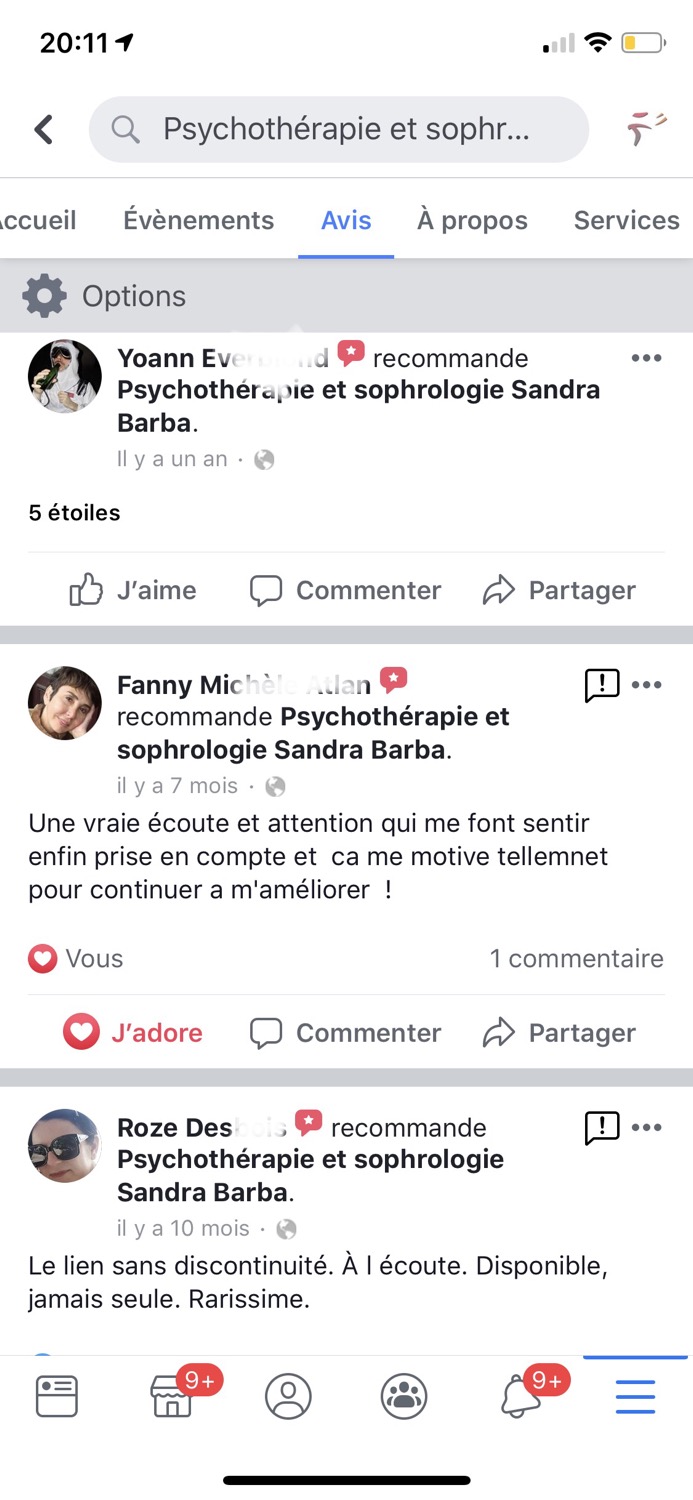 20:11
Psychothérapie et sophr...
ccueil Évènements Avis À propos Services
Options
Yoann recommande
Psychothérapie et sophrologie Sandra
Barba.
Il y a un an ·
5 étoiles
J'aime Commenter Partager
Fanny
recommande Psychothérapie et
sophrologie Sandra Barba.
il y a 7 mois ·
Une vraie écoute et attention qui me font sentir
enfin prise en compte et ca me motive tellemnet
pour continuer a m'améliorer !
Vous 1 commentaire
J'adore Commenter Partager
Roze recommande
Psychothérapie et sophrologie
Sandra Barba.
il y a 10 mois ·
Le lien sans discontinuité. À l écoute. Disponible,
jamais seule. Rarissime.
9+ 9+